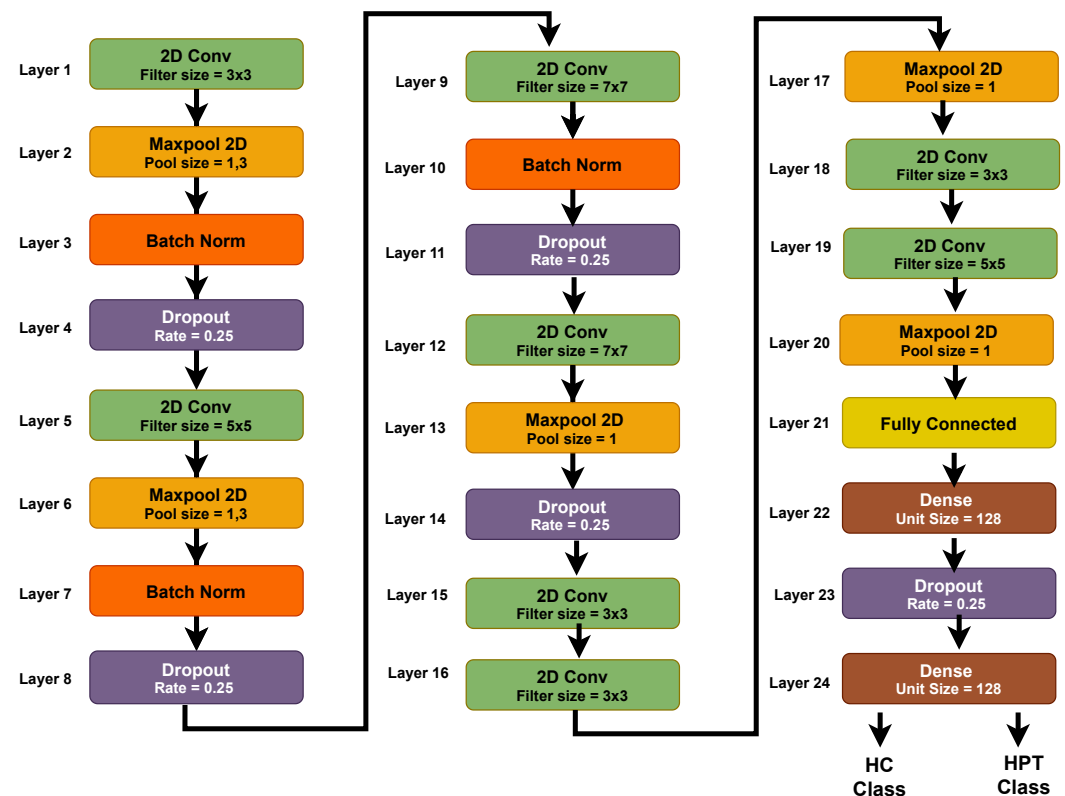 Layer 1
2D Conv
Filter size = 3x3
Layer 2
Maxpool 2D
Pool size = 1,3
Layer 3
Batch Norm
Layer 4
Dropout
Rate = 0.25
Layer 5
2D Conv
Filter size = 5x5
Layer 6
Maxpool 2D
Pool size = 1,3
Layer 7
Batch Norm
Layer 8
Dropout
Rate = 0.25
Layer 9
2D Conv
Filter size = 7x7
Layer 10
Batch Norm
Layer 11
Dropout
Rate = 0.25
Layer 12
2D Conv
Filter size = 7x7
Layer 13
Maxpool 2D
Pool size = 1
Layer 14
Dropout
Rate = 0.25
Layer 15
2D Conv
Filter size = 3x3
Layer 16
2D Conv
Filter size = 3x3
Layer 17
Maxpool 2D
Pool size = 1
Layer 18
2D Conv
Filter size = 3x3
Layer 19
2D Conv
Filter size = 5x5
Layer 20
Maxpool 2D
Pool size = 1
Layer 21
Fully Connected
Layer 22
Dense
Unit Size = 128
Layer 23
Dropout
Rate = 0.25
Layer 24
Dense
Unit Size = 128
HC
Class
HPT
Class